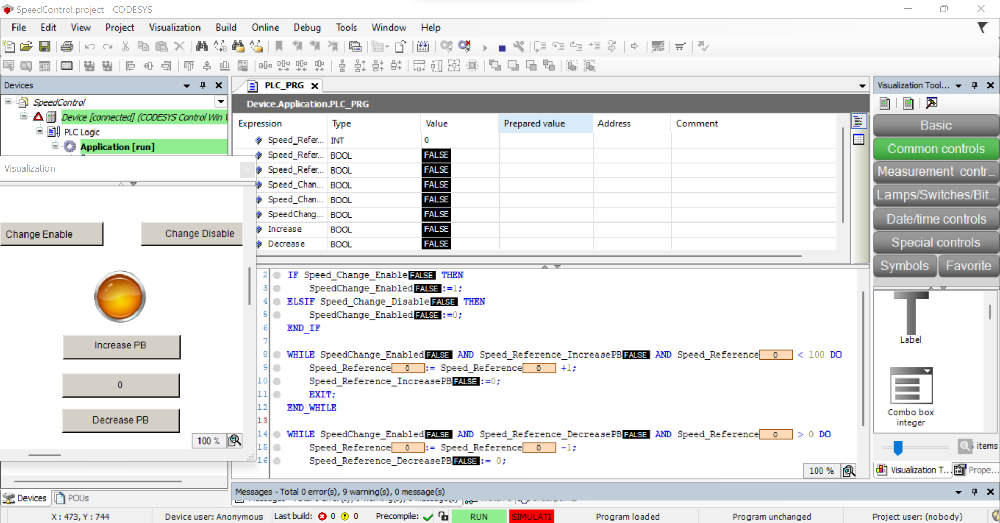 SpeedControl.project - CODESYS
File Edit View Project Visualization Build Online Debug Tools Window Help
Devices
SpeedControl
Device [connected] (CODESYS Control Win V
PLC Logic
Application [run]
Visualization
Change Enable
Change Disable
Increase PB
0
Decrease PB
100 %
Devices
POUs
PLC_PRG
Device.Application.PLC_PRG
Expression Type Value Prepared value Address Comment
Speed_Refer... INT 0
Speed_Refer... BOOL FALSE
Speed_Refer... BOOL FALSE
Speed_Chan... BOOL FALSE
Speed_Chan... BOOL FALSE
SpeedChang... BOOL FALSE
Increase BOOL FALSE
Decrease BOOL FALSE
2 IF Speed_Change_Enable FALSE THEN
3 SpeedChange_Enabled FALSE :=1;
4 ELSIF Speed_Change_Disable FALSE THEN
5 SpeedChange_Enabled FALSE :=0;
6 END_IF
7
8 WHILE SpeedChange_Enabled FALSE AND Speed_Reference_IncreasePB FALSE AND Speed_Reference 0 < 100 DO
9 Speed_Reference 0 := Speed_Reference 0 +1;
10 Speed_Reference_IncreasePB FALSE :=0;
11 EXIT;
12 END_WHILE
13
14 WHILE SpeedChange_Enabled FALSE AND Speed_Reference_DecreasePB FALSE AND Speed_Reference 0 > 0 DO
15 Speed_Reference 0 := Speed_Reference 0 -1;
16 Speed_Reference_DecreasePB FALSE := 0;
100 %
Messages - Total 0 error(s), 9 warning(s), 0 message(s)
Visualization Tool...
Basic
Common controls
Measurement contr...
Lamps/Switches/Bit...
Date/time controls
Special controls
Symbols
Favorite
Label
Combo box
integer
items
Visualization T...
Prope...
X : 473, Y : 744
Device user: Anonymous
Last build: 0 0
Precompile:
RUN
SIMULATI
Program loaded
Program unchanged
Project user: (nobody)